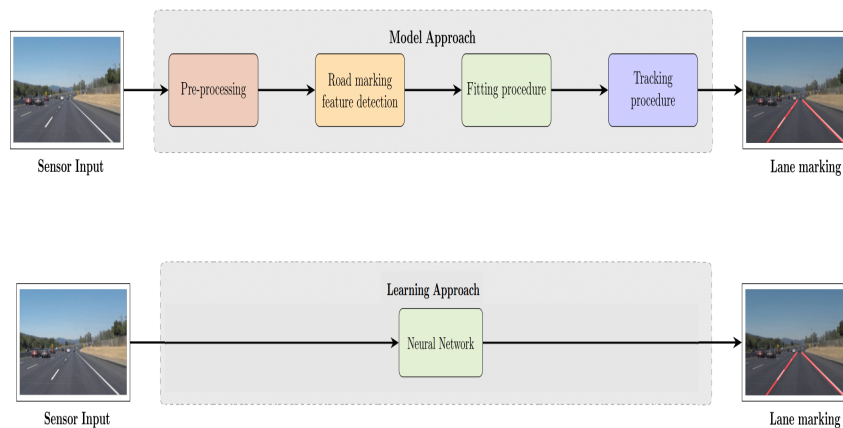 Model Approach
Pre-processing
Road marking
feature detection
Fitting procedure
Tracking
procedure
Sensor Input
Lane marking
Learning Approach
Neural Network
Sensor Input
Lane marking